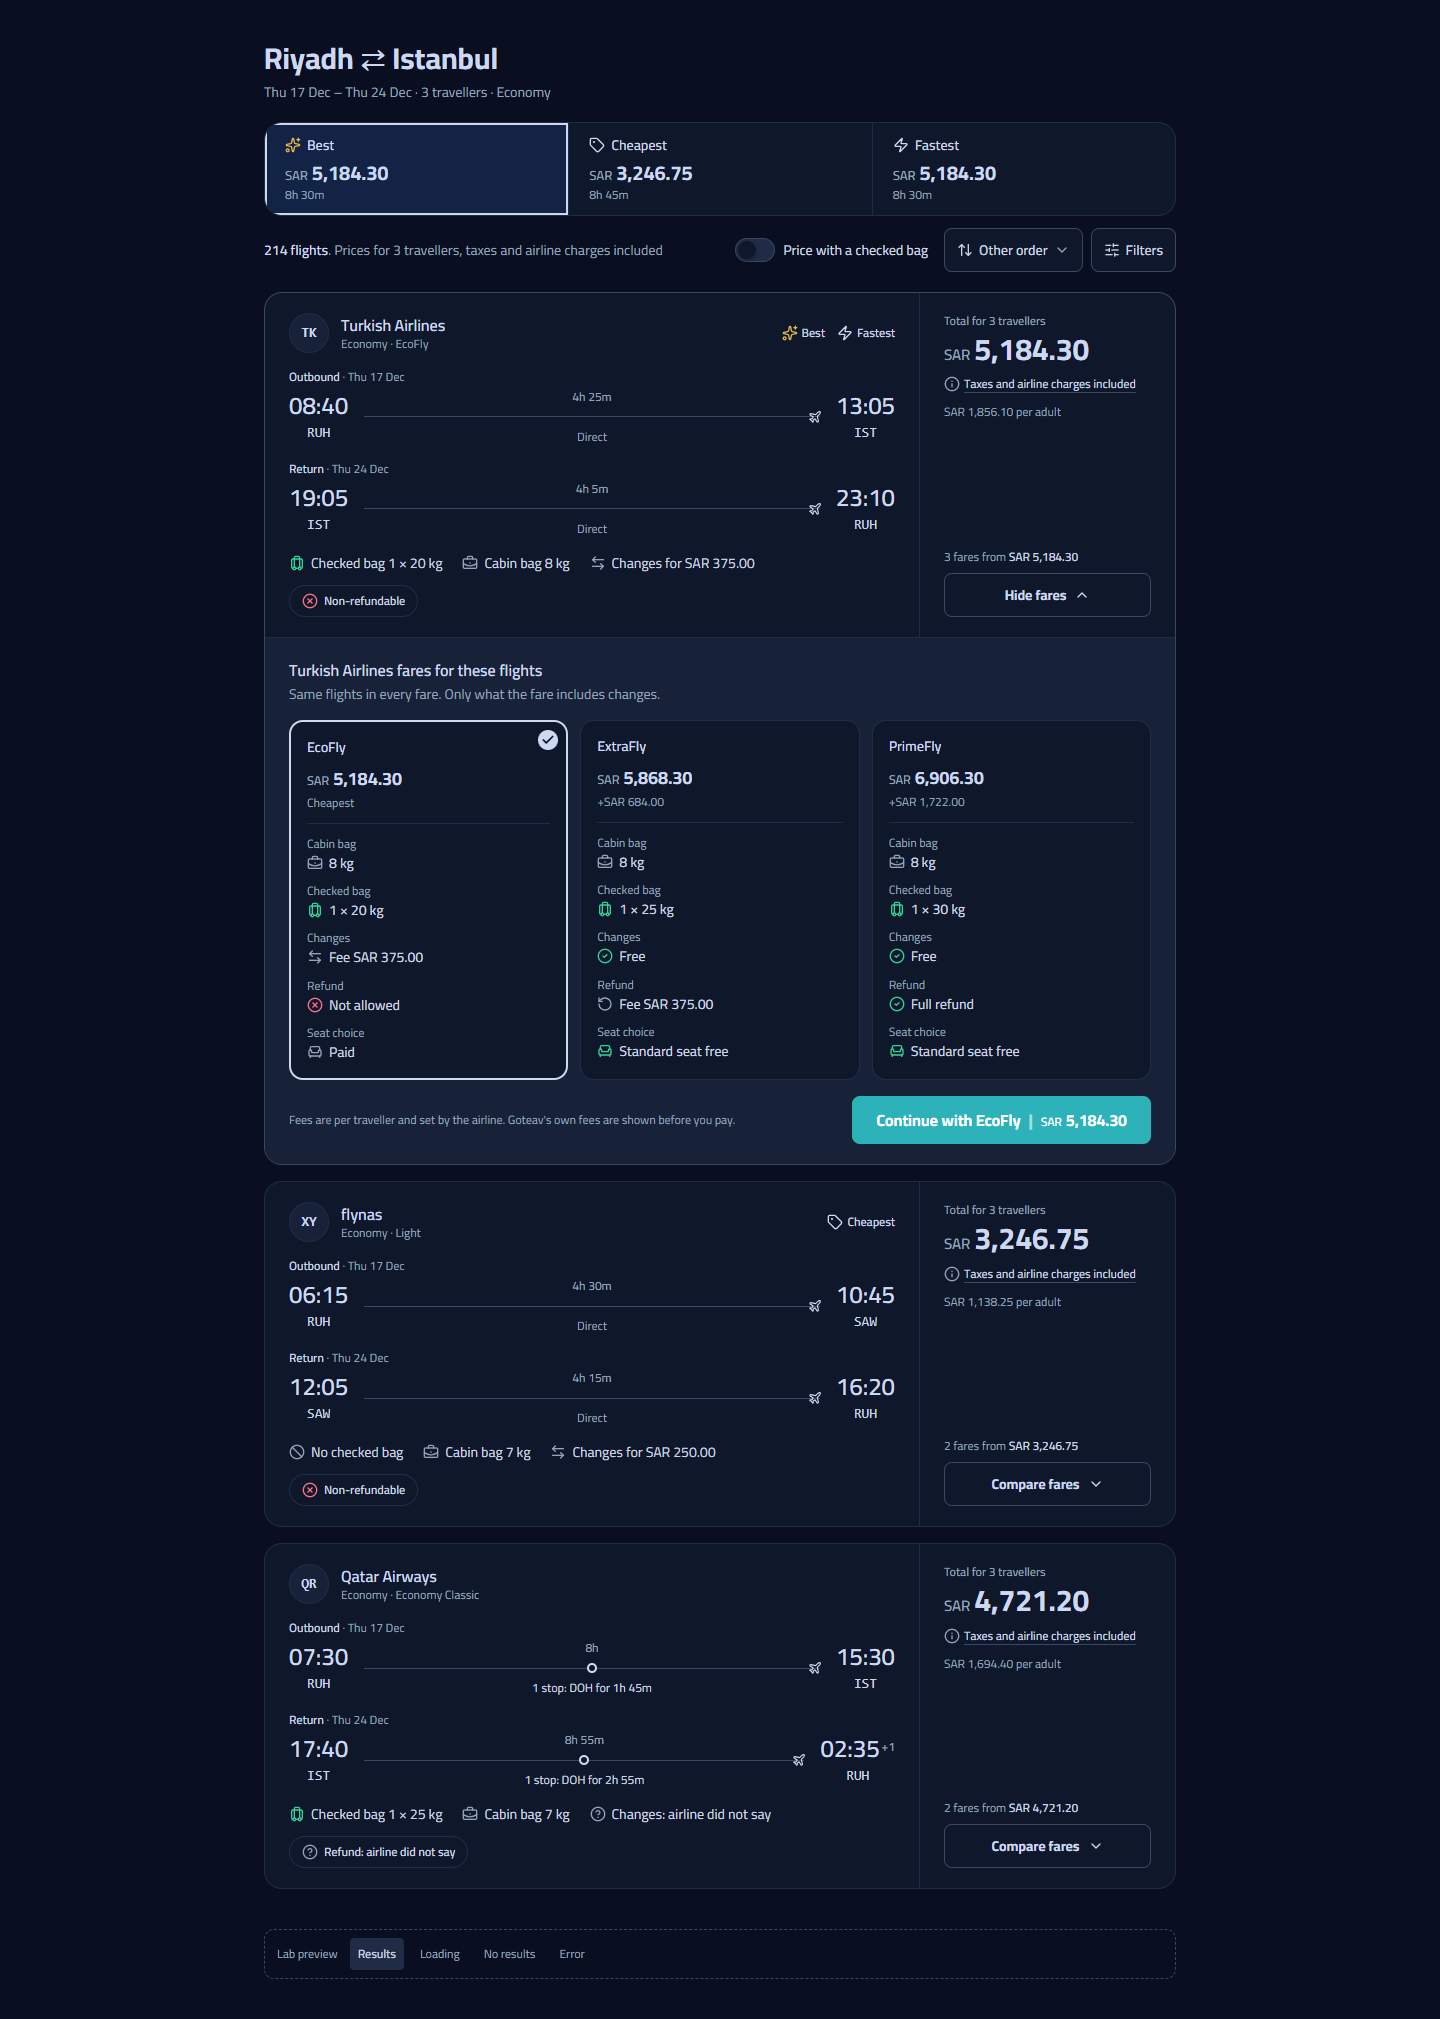 Riyadh ⇄ Istanbul
Thu 17 Dec – Thu 24 Dec · 3 travellers · Economy
Best
SAR 5,184.30
8h 30m
Cheapest
SAR 3,246.75
8h 45m
Fastest
SAR 5,184.30
8h 30m
214 flights. Prices for 3 travellers, taxes and airline charges included
Price with a checked bag
Other order
Filters
TK
Turkish Airlines
Economy · EcoFly
Best
Fastest
Outbound · Thu 17 Dec
08:40
RUH
4h 25m
Direct
13:05
IST
Return · Thu 24 Dec
19:05
IST
4h 5m
Direct
23:10
RUH
Checked bag 1 × 20 kg
Cabin bag 8 kg
Changes for SAR 375.00
Non-refundable
Total for 3 travellers
SAR 5,184.30
Taxes and airline charges included
SAR 1,856.10 per adult
3 fares from SAR 5,184.30
Hide fares
Turkish Airlines fares for these flights
Same flights in every fare. Only what the fare includes changes.
EcoFly
SAR 5,184.30
Cheapest
Cabin bag
8 kg
Checked bag
1 × 20 kg
Changes
Fee SAR 375.00
Refund
Not allowed
Seat choice
Paid
ExtraFly
SAR 5,868.30
+SAR 684.00
Cabin bag
8 kg
Checked bag
1 × 25 kg
Changes
Free
Refund
Fee SAR 375.00
Seat choice
Standard seat free
PrimeFly
SAR 6,906.30
+SAR 1,722.00
Cabin bag
8 kg
Checked bag
1 × 30 kg
Changes
Free
Refund
Full refund
Seat choice
Standard seat free
Fees are per traveller and set by the airline. Goteav's own fees are shown before you pay.
Continue with EcoFly | SAR 5,184.30
XY
flynas
Economy · Light
Cheapest
Outbound · Thu 17 Dec
06:15
RUH
4h 30m
Direct
10:45
SAW
Return · Thu 24 Dec
12:05
SAW
4h 15m
Direct
16:20
RUH
No checked bag
Cabin bag 7 kg
Changes for SAR 250.00
Non-refundable
Total for 3 travellers
SAR 3,246.75
Taxes and airline charges included
SAR 1,138.25 per adult
2 fares from SAR 3,246.75
Compare fares
QR
Qatar Airways
Economy · Economy Classic
Outbound · Thu 17 Dec
07:30
RUH
8h
1 stop: DOH for 1h 45m
15:30
IST
Return · Thu 24 Dec
17:40
IST
8h 55m
1 stop: DOH for 2h 55m
02:35+1
RUH
Checked bag 1 × 25 kg
Cabin bag 7 kg
Changes: airline did not say
Refund: airline did not say
Total for 3 travellers
SAR 4,721.20
Taxes and airline charges included
SAR 1,694.40 per adult
2 fares from SAR 4,721.20
Compare fares
Lab preview
Results
Loading
No results
Error